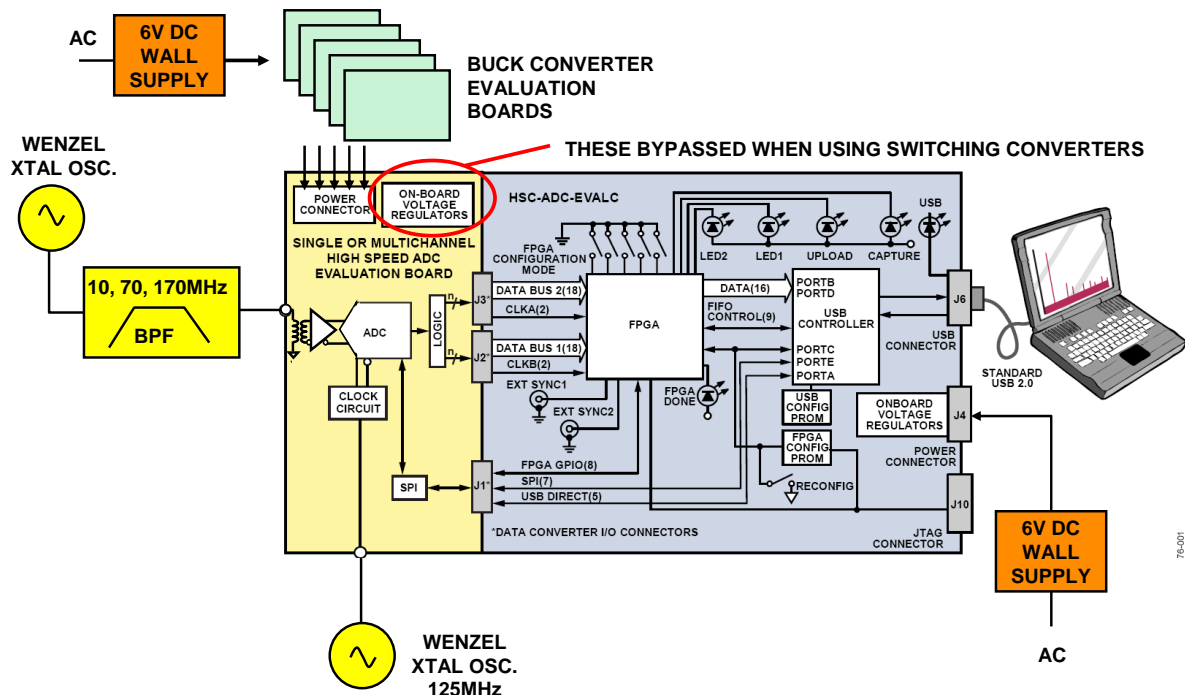 AC
6V DC
WALL
SUPPLY
BUCK CONVERTER
EVALUATION
BOARDS
WENZEL
XTAL OSC.
THESE BYPASSED WHEN USING SWITCHING CONVERTERS
POWER
CONNECTOR
ON-BOARD
VOLTAGE
REGULATORS
HSC-ADC-EVALC
USB
SINGLE OR MULTICHANNEL
HIGH SPEED ADC
EVALUATION BOARD
FPGA
CONFIGURATION
MODE
LED2
LED1
UPLOAD
CAPTURE
10, 70, 170MHz
BPF
ADC
LOGIC
n
n
J3*
DATA BUS 2(18)
CLKA(2)
J2*
DATA BUS 1(18)
CLKB(2)
FPGA
DATA(16)
FIFO
CONTROL(9)
PORTB
PORTD
USB
CONTROLLER
PORTC
PORTE
PORTA
J6
USB
CONNECTOR
STANDARD
USB 2.0
CLOCK
CIRCUIT
EXT SYNC1
EXT SYNC2
FPGA
DONE
USB
CONFIG
PROM
ONBOARD
VOLTAGE
REGULATORS
J4
POWER
CONNECTOR
FPGA
CONFIG
PROM
RECONFIG
SPI
J1*
FPGA GPIO(8)
SPI(7)
USB DIRECT(5)
J10
*DATA CONVERTER I/O CONNECTORS
JTAG
CONNECTOR
6V DC
WALL
SUPPLY
76-001
WENZEL
XTAL OSC.
125MHz
AC